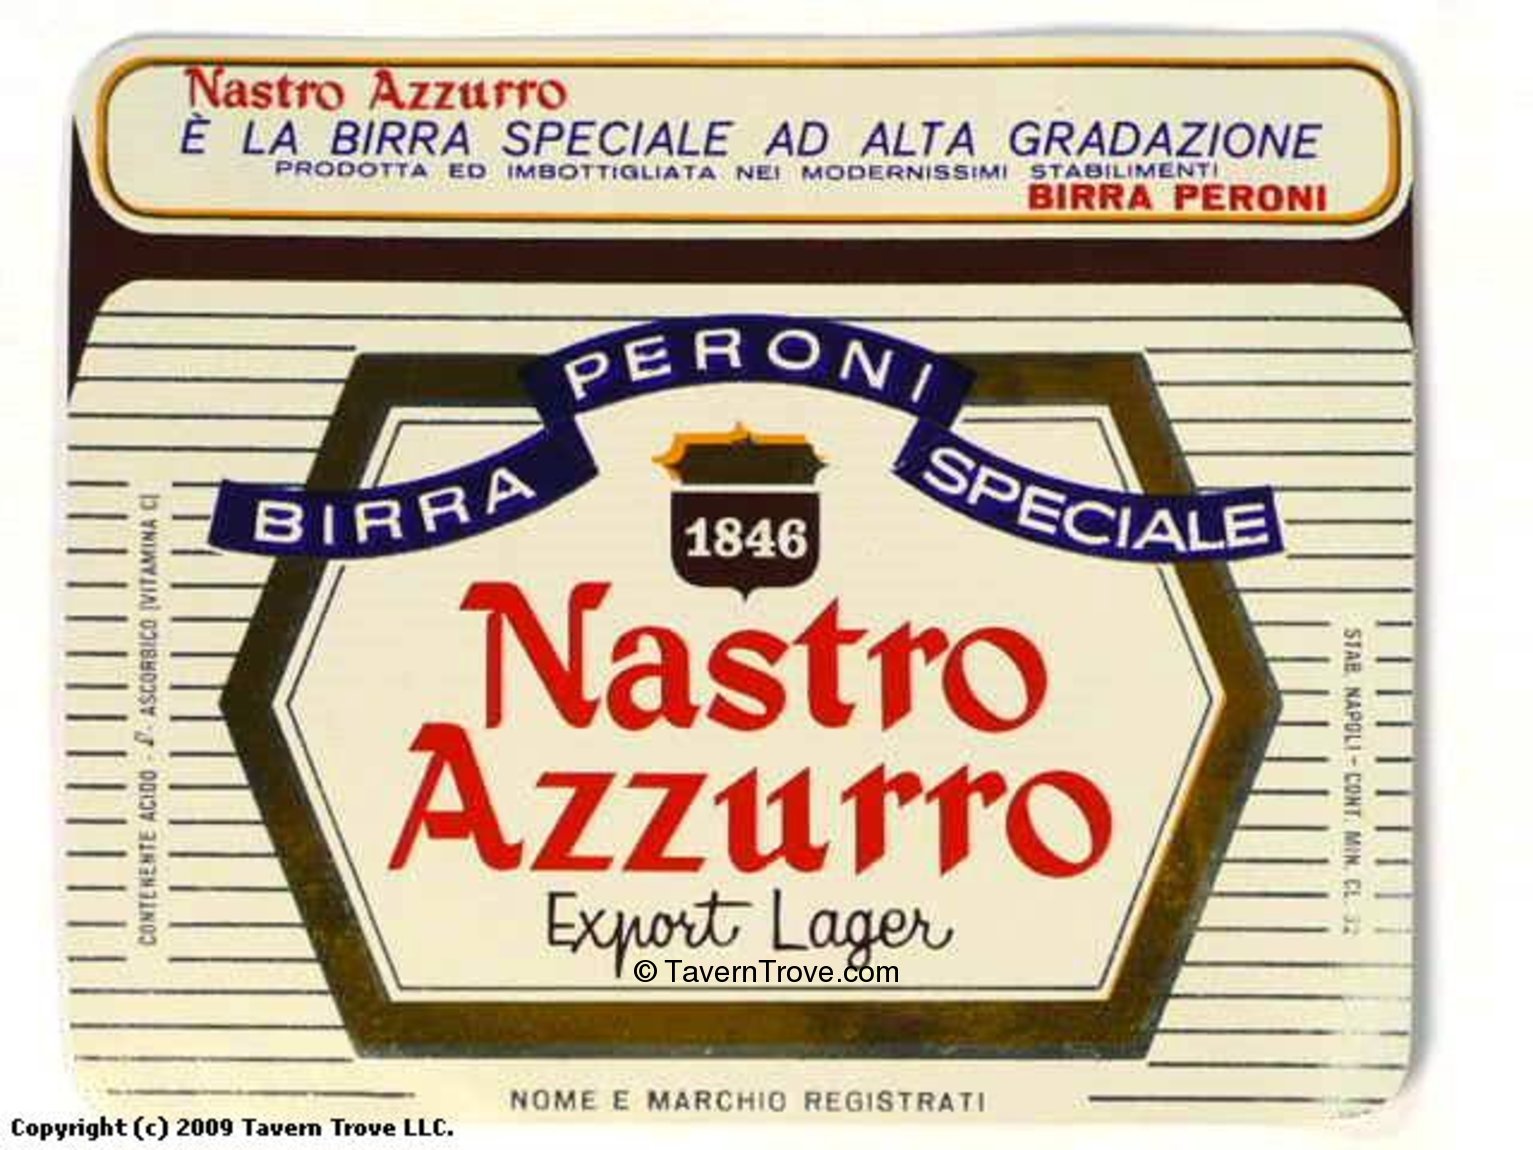 Nastro Azzurro
È LA BIRRA SPECIALE AD ALTA GRADAZIONE
PRODOTTA ED IMBOTTIGLIATA NEI MODERNISSIMI STABILIMENTI
BIRRA PERONI
BIRRA PERONI SPECIALE
1846
Nastro
Azzurro
Export Lager
© TavernTrove.com
CONTENENTE ACIDO - L. ASCORBICO (VITAMINA C)
STAB. NAPOLI - CONT. MIN. CL. 32
NOME E MARCHIO REGISTRATI
Copyright (c) 2009 Tavern Trove LLC.